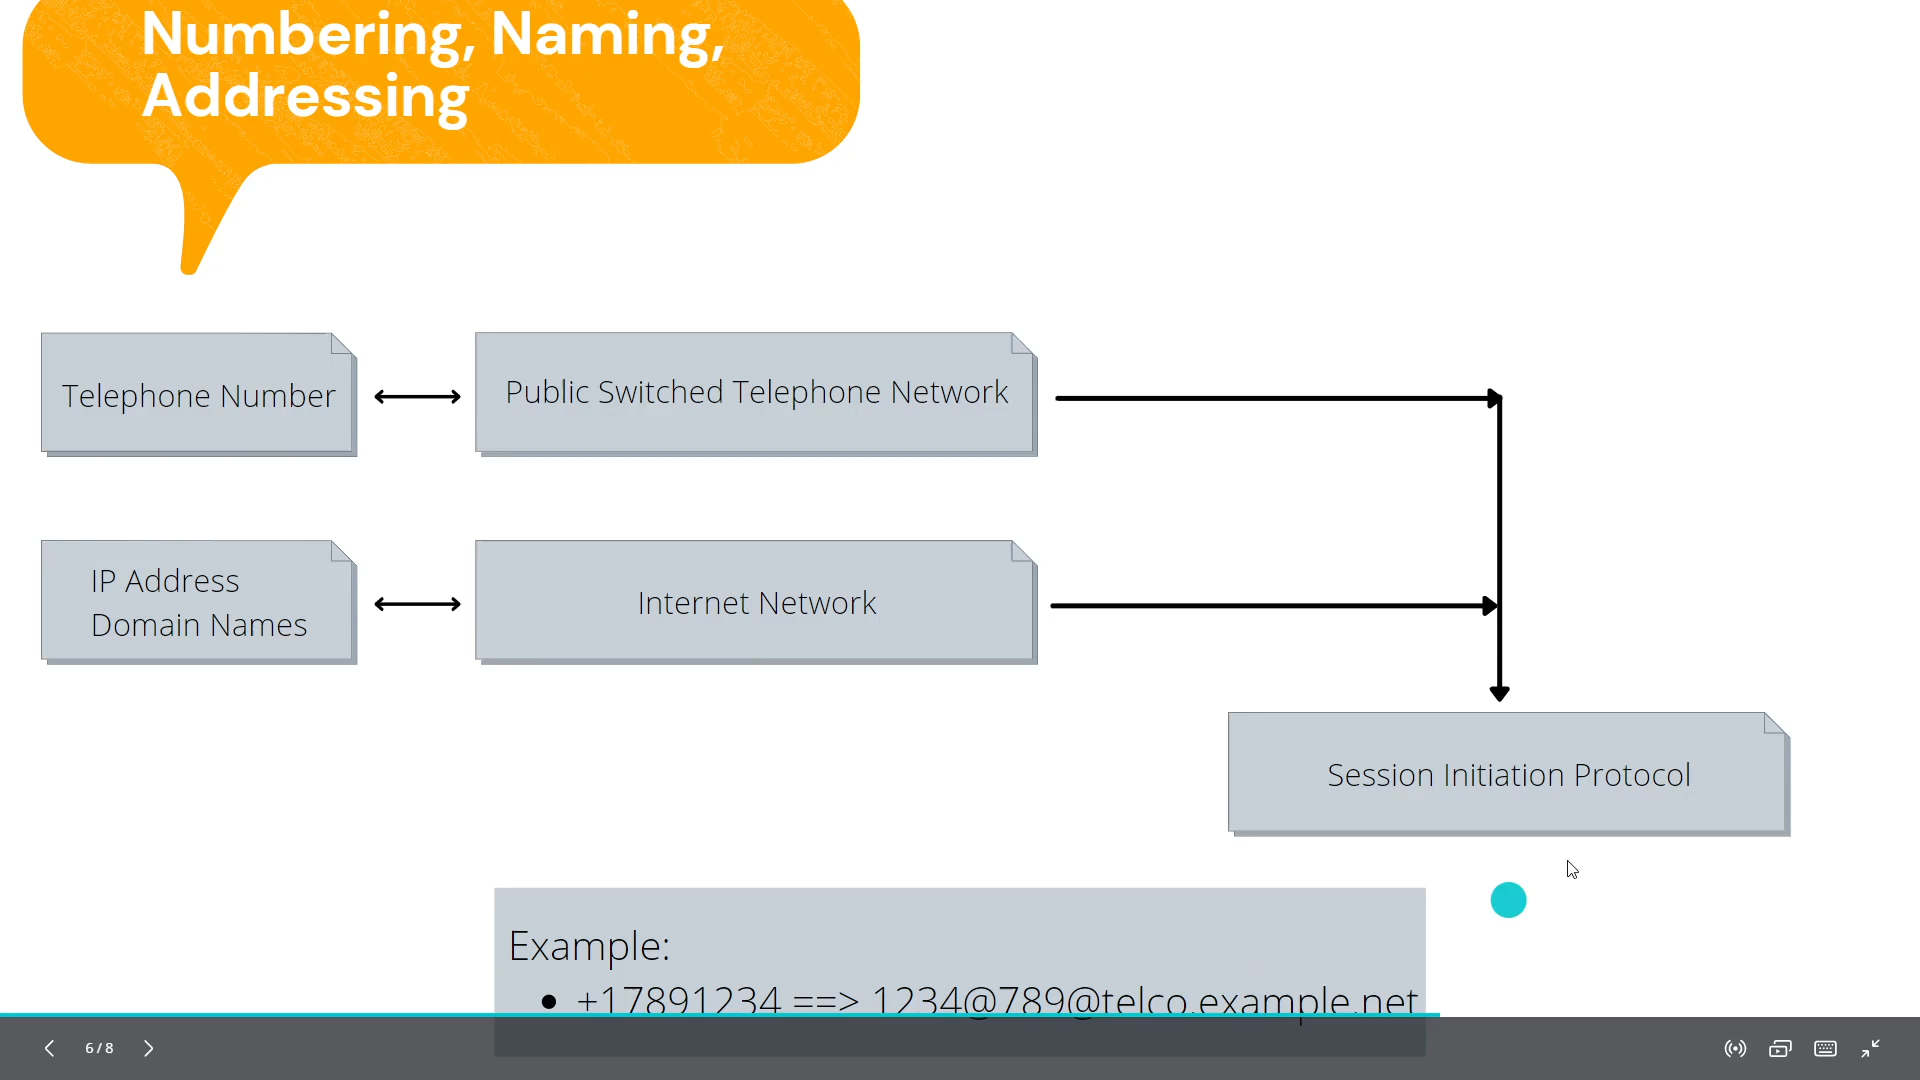 Numbering, Naming,
Addressing
Telephone Number
Public Switched Telephone Network
IP Address
Domain Names
Internet Network
Session Initiation Protocol
Example:
• +17891234 ==> 1234@789@telco.example.net
6/8